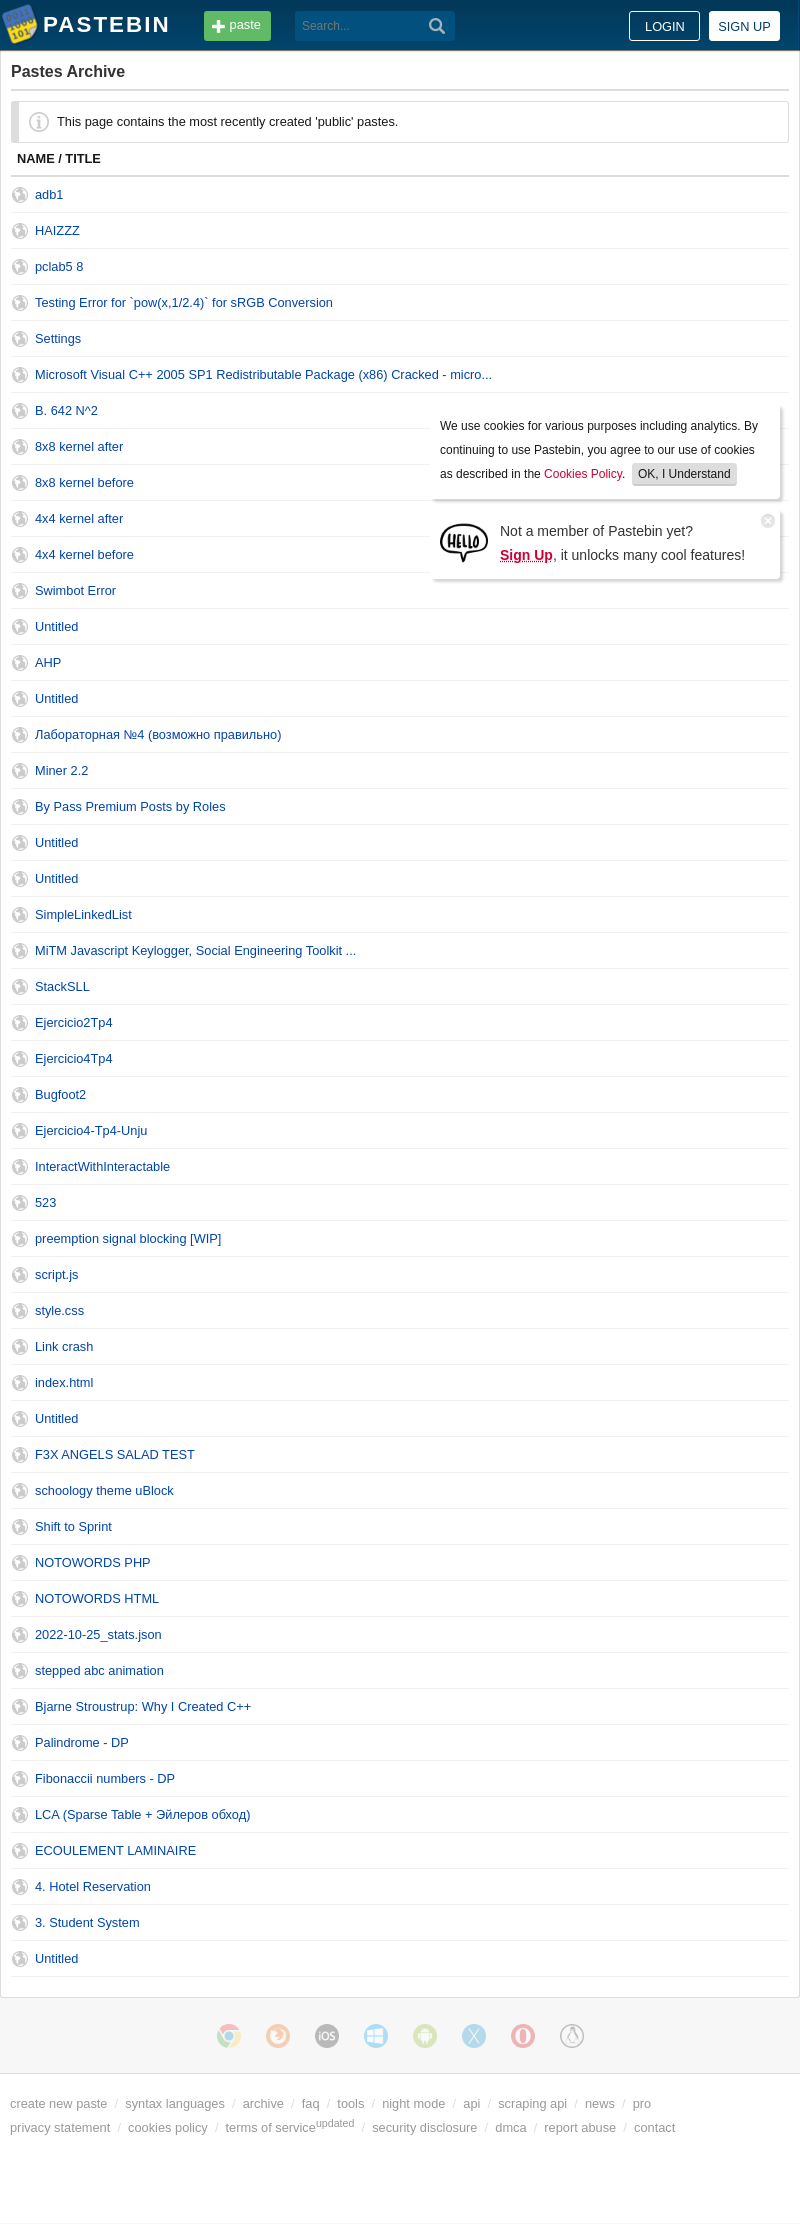 PASTEBIN paste Search... LOGIN SIGN UP
Pastes Archive
This page contains the most recently created 'public' pastes.
NAME / TITLE
adb1
HAIZZZ
pclab5 8
Testing Error for `pow(x,1/2.4)` for sRGB Conversion
Settings
Microsoft Visual C++ 2005 SP1 Redistributable Package (x86) Cracked - micro...
B. 642 N^2
8x8 kernel after
8x8 kernel before
4x4 kernel after
4x4 kernel before
We use cookies for various purposes including analytics. By
continuing to use Pastebin, you agree to our use of cookies
as described in the Cookies Policy. OK, I Understand
HELLO
Not a member of Pastebin yet?
Sign Up, it unlocks many cool features!
Swimbot Error
Untitled
AHP
Untitled
Лабораторная №4 (возможно правильно)
Miner 2.2
By Pass Premium Posts by Roles
Untitled
Untitled
SimpleLinkedList
MiTM Javascript Keylogger, Social Engineering Toolkit ...
StackSLL
Ejercicio2Tp4
Ejercicio4Tp4
Bugfoot2
Ejercicio4-Tp4-Unju
InteractWithInteractable
523
preemption signal blocking [WIP]
script.js
style.css
Link crash
index.html
Untitled
F3X ANGELS SALAD TEST
schoology theme uBlock
Shift to Sprint
NOTOWORDS PHP
NOTOWORDS HTML
2022-10-25_stats.json
stepped abc animation
Bjarne Stroustrup: Why I Created C++
Palindrome - DP
Fibonaccii numbers - DP
LCA (Sparse Table + Эйлеров обход)
ECOULEMENT LAMINAIRE
4. Hotel Reservation
3. Student System
Untitled
iOS
create new paste / syntax languages / archive / faq / tools / night mode / api / scraping api / news / pro
privacy statement / cookies policy / terms of service updated / security disclosure / dmca / report abuse / contact